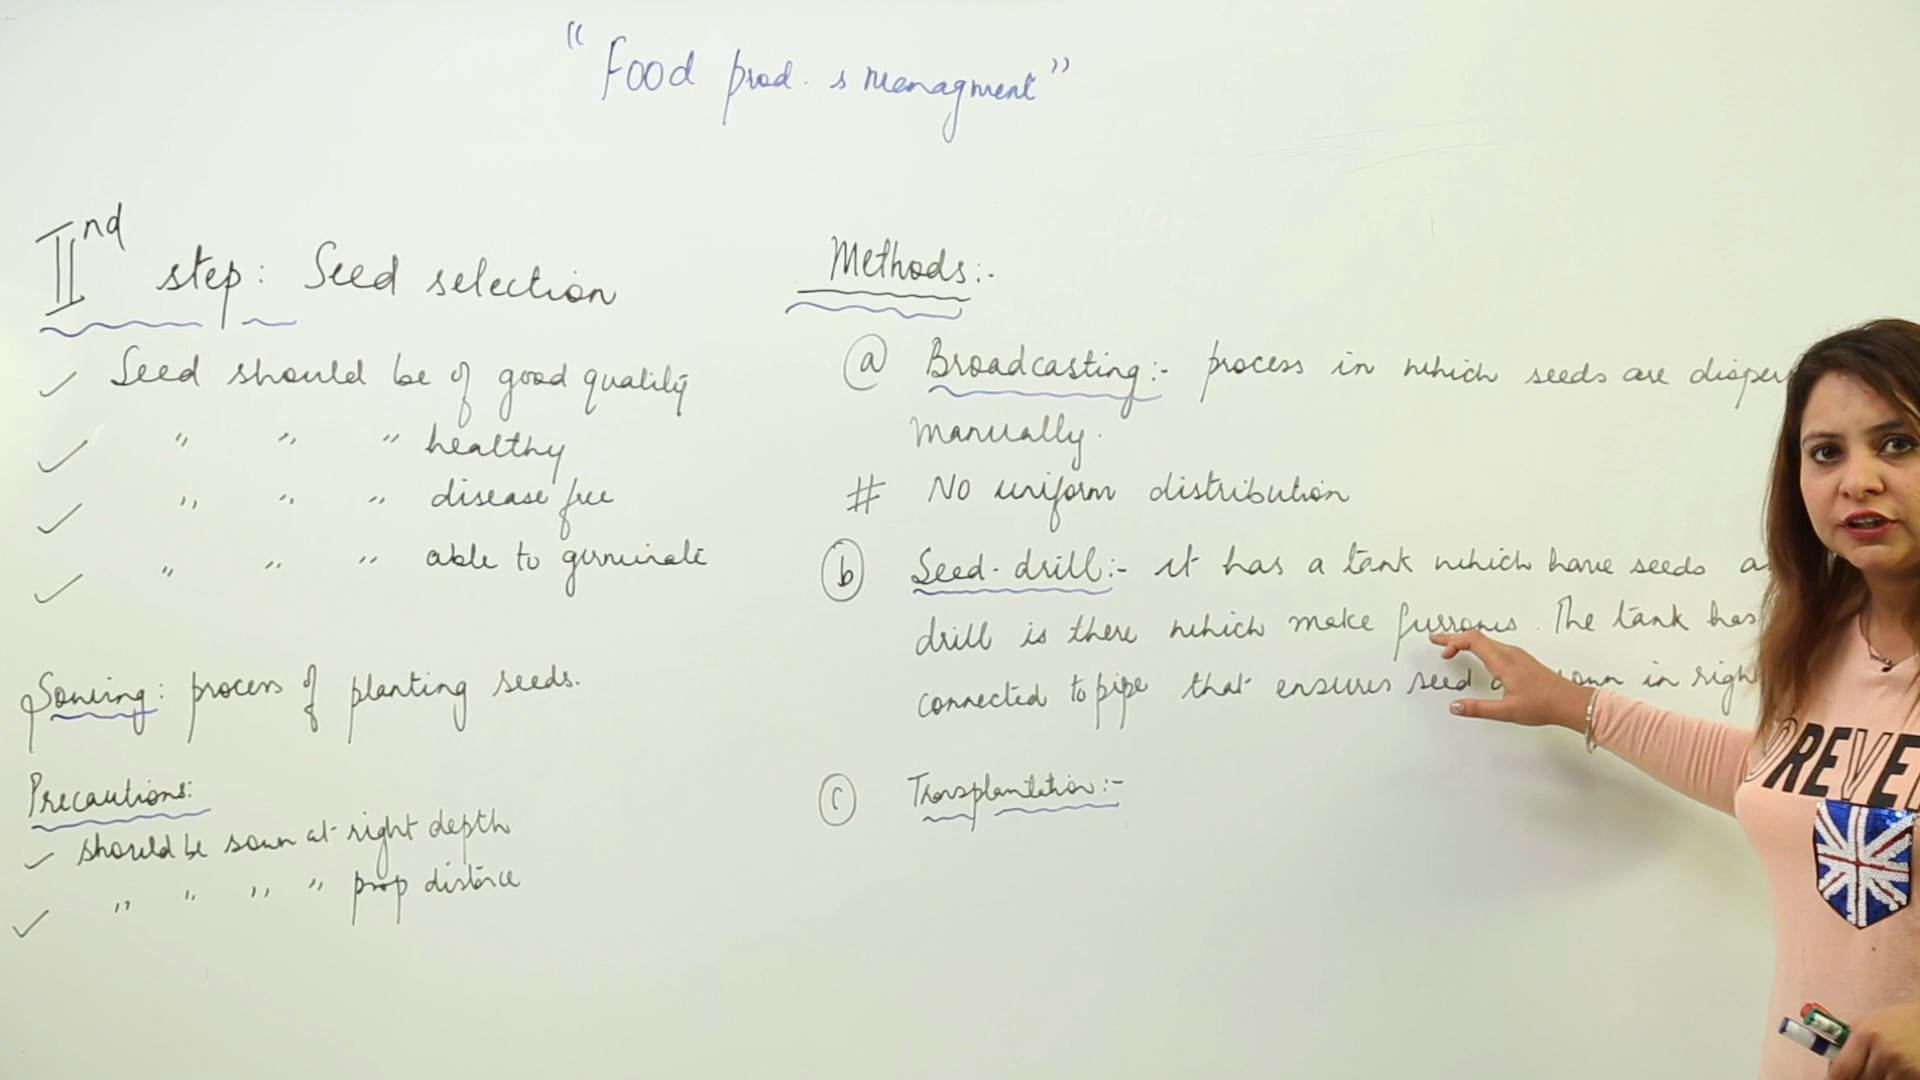 "Food prod. & managment"
IInd step: Seed selection
✓ Seed should be of good quality
✓ " " " healthy
✓ " " " disease free
✓ " " " able to germinate
Sowing: process of planting seeds.
Precautions:
✓ should be sown at right depth
✓ " " " " prop distance
Methods:-
(a) Broadcasting:- process in which seeds are disper
manually.
# No uniform distribution
(b) Seed-drill:- it has a tank which have seeds a
drill is there which make furrows. The tank has
connected to pipe that ensures seed sown in righ
(c) Transplantation:-
OREVE